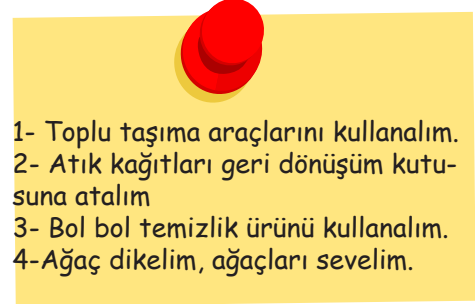 1- Toplu taşıma araçlarını kullanalım.
2- Atık kağıtları geri dönüşüm kutu-
suna atalım
3- Bol bol temizlik ürünü kullanalım.
4-Ağaç dikelim, ağaçları sevelim.